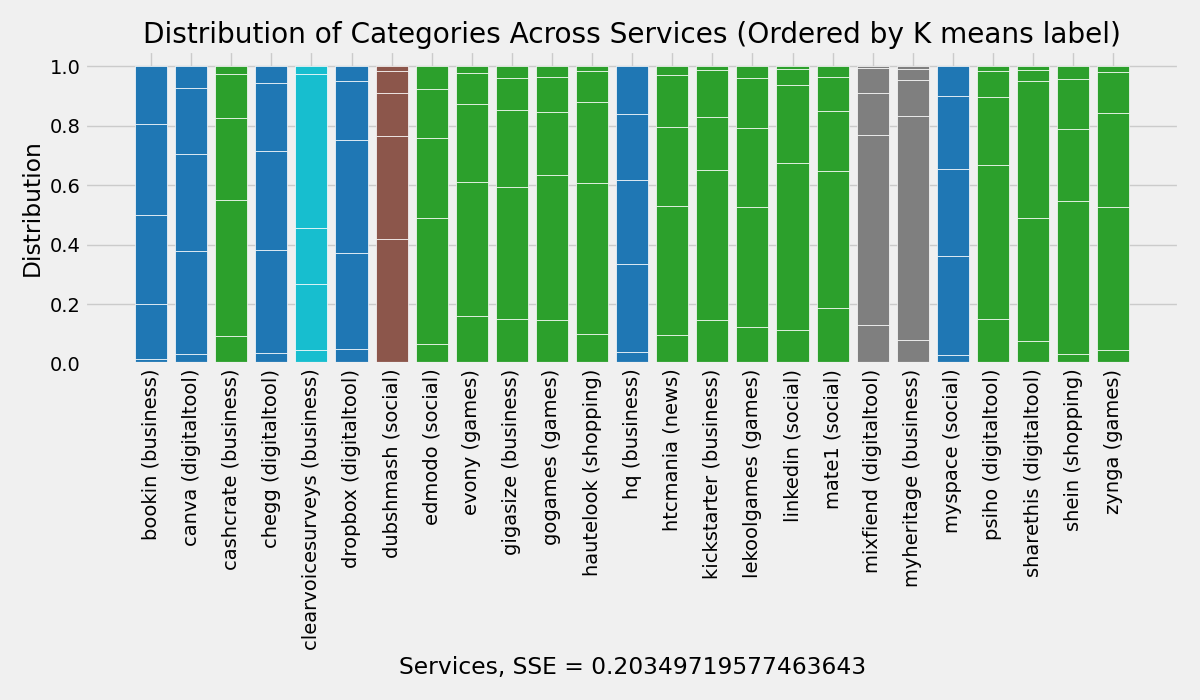 Distribution of Categories Across Services (Ordered by K means label)
Distribution
1.0
0.8
0.6
0.4
0.2
0.0
bookin (business)
canva (digitaltool)
cashcrate (business)
chegg (digitaltool)
clearvoicesurveys (business)
dropbox (digitaltool)
dubshmash (social)
edmodo (social)
evony (games)
gigasize (business)
gogames (games)
hautelook (shopping)
hq (business)
htcmania (news)
kickstarter (business)
lekoolgames (games)
linkedin (social)
mate1 (social)
mixfiend (digitaltool)
myheritage (business)
myspace (social)
psiho (digitaltool)
sharethis (digitaltool)
shein (shopping)
zynga (games)
Services, SSE = 0.20349719577463643